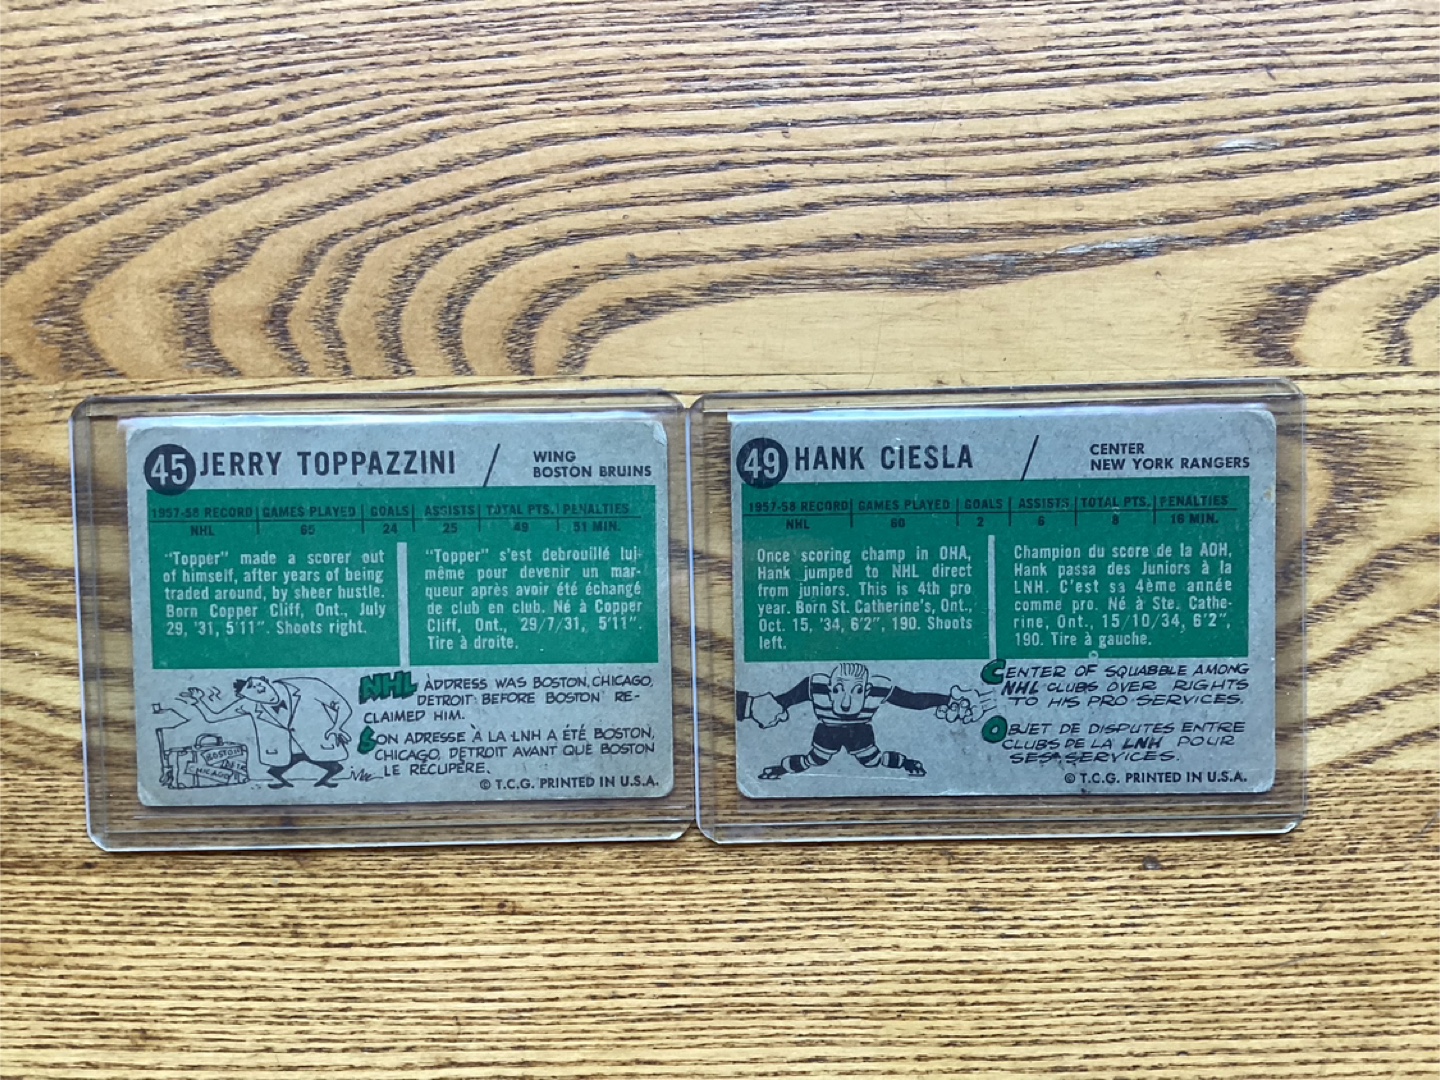 45 JERRY TOPPAZZINI / WING
BOSTON BRUINS
1957-58 RECORD GAMES PLAYED GOALS ASSISTS TOTAL PTS. PENALTIES
NHL 65 24 25 49 51 MIN.
"Topper" made a scorer out
of himself, after years of being
traded around, by sheer hustle.
Born Copper Cliff, Ont., July
29, '31, 5'11". Shoots right.
"Topper" s'est debrouillé lui-
même pour devenir un mar-
queur après avoir été échangé
de club en club. Né à Copper
Cliff, Ont., 29/7/31, 5'11".
Tire à droite.
BOSTON
CHICAGO
NHL ADDRESS WAS BOSTON, CHICAGO,
DETROIT BEFORE BOSTON RE-
CLAIMED HIM.
SON ADRESSE À LA LNH A ÉTÉ BOSTON,
CHICAGO, DETROIT AVANT QUE BOSTON
LE RÉCUPÈRE.
© T.C.G. PRINTED IN U.S.A.
49 HANK CIESLA / CENTER
NEW YORK RANGERS
1957-58 RECORD GAMES PLAYED GOALS ASSISTS TOTAL PTS. PENALTIES
NHL 60 2 6 8 16 MIN.
Once scoring champ in OHA,
Hank jumped to NHL direct
from juniors. This is 4th pro
year. Born St. Catherine's, Ont.,
Oct. 15, '34, 6'2", 190. Shoots
left.
Champion du score de la AOH,
Hank passa des Juniors à la
LNH. C'est sa 4ème année
comme pro. Né à Ste. Cathe-
rine, Ont., 15/10/34, 6'2",
190. Tire à gauche.
CENTER OF SQUABBLE AMONG
NHL CLUBS OVER RIGHTS
TO HIS PRO SERVICES.
OBJET DE DISPUTES ENTRE
CLUBS DE LA LNH POUR
SES SERVICES.
© T.C.G. PRINTED IN U.S.A.